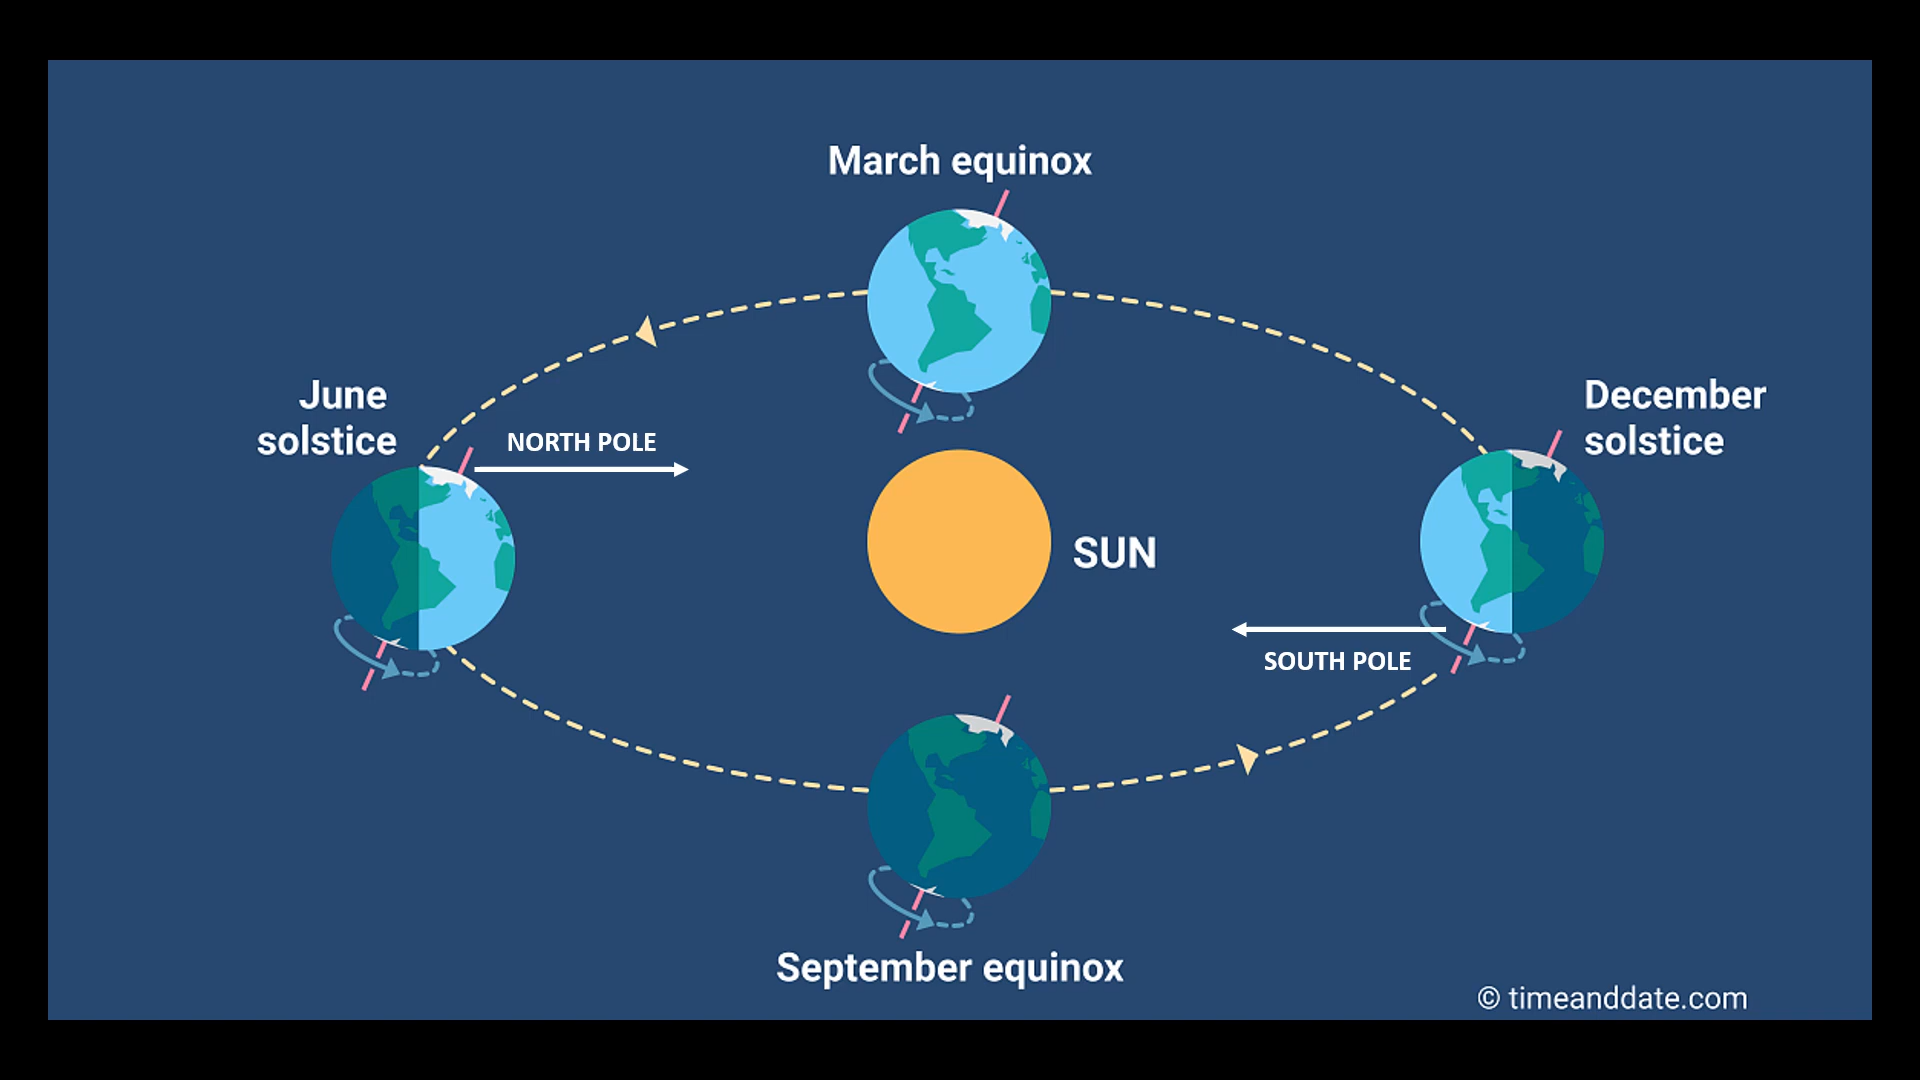 March equinox
June
solstice
NORTH POLE
December
solstice
SUN
SOUTH POLE
September equinox
© timeanddate.com